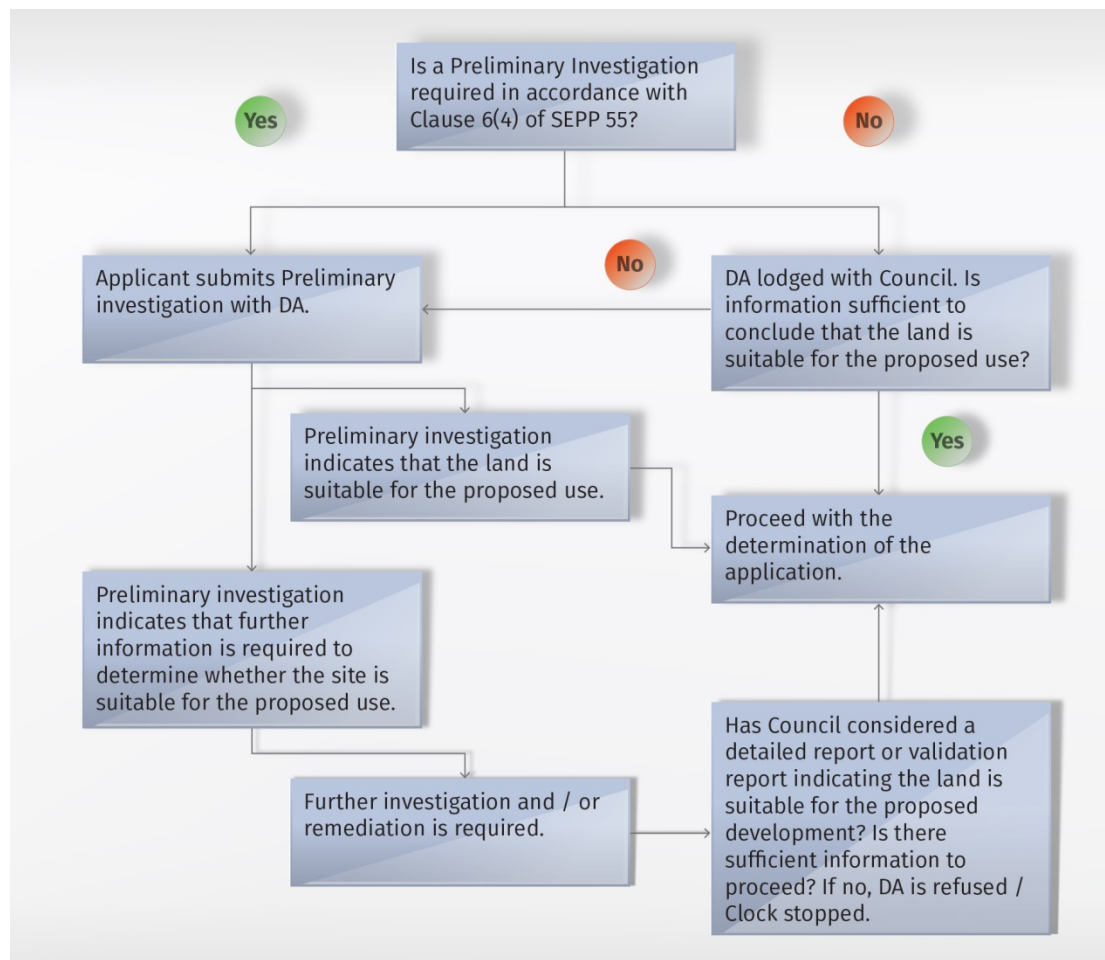 Is a Preliminary Investigation
required in accordance with
Clause 6(4) of SEPP 55?
Yes
No
Applicant submits Preliminary
investigation with DA.
No
DA lodged with Council. Is
information sufficient to
conclude that the land is
suitable for the proposed use?
Preliminary investigation
indicates that the land is
suitable for the proposed use.
Yes
Proceed with the
determination of the
application.
Preliminary investigation
indicates that further
information is required to
determine whether the site is
suitable for the proposed use.
Further investigation and / or
remediation is required.
Has Council considered a
detailed report or validation
report indicating the land is
suitable for the proposed
development? Is there
sufficient information to
proceed? If no, DA is refused /
Clock stopped.